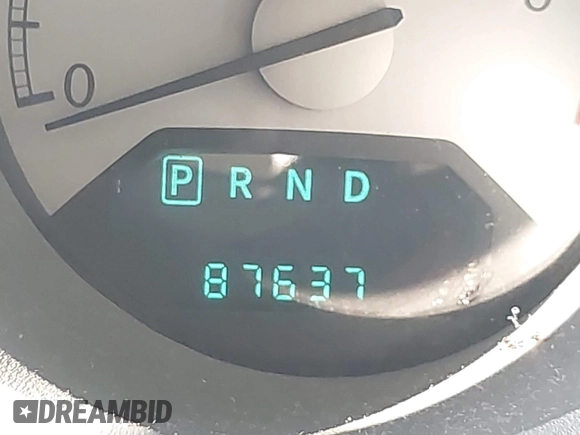 0
P R N D
87637
DREAMBID